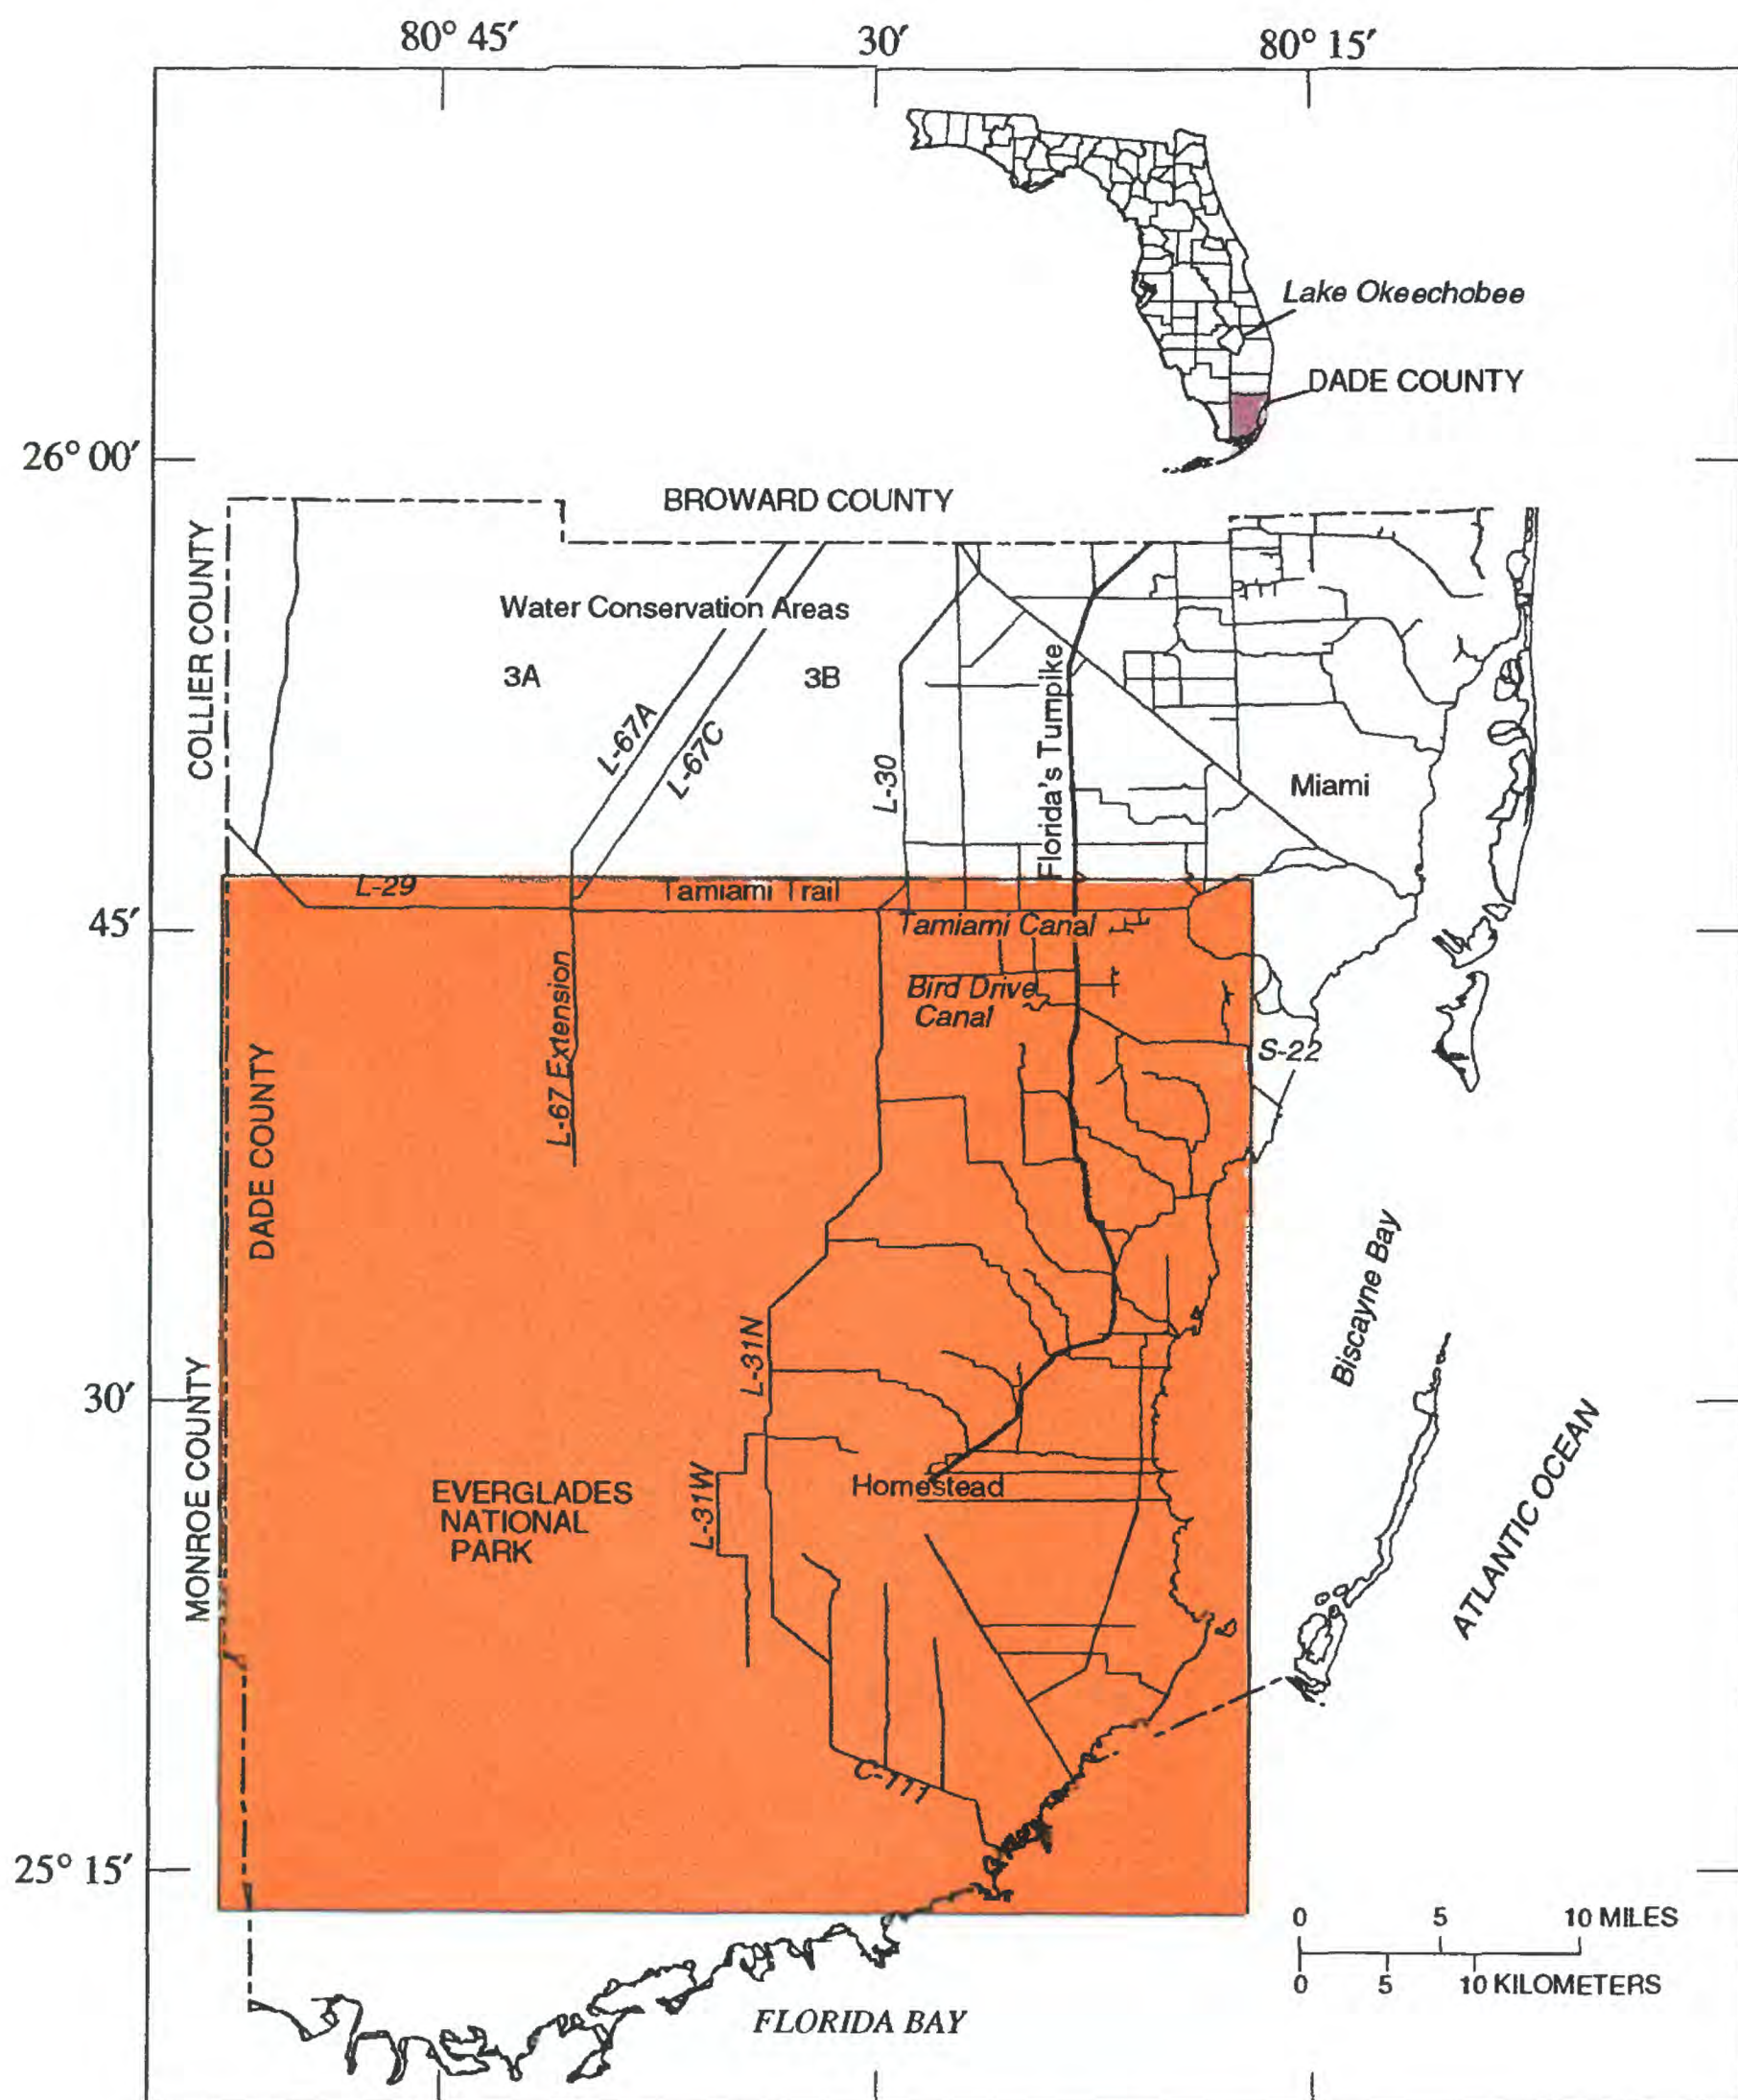 80° 45′
30′
80° 15′
Lake Okeechobee
DADE COUNTY
26° 00′
BROWARD COUNTY
COLLIER COUNTY
Water Conservation Areas
3A
3B
L-67A
L-67C
L-30
Florida's Turnpike
Miami
L-29
Tamiami Trail
45′
Tamiami Canal
L-67 Extension
Bird Drive
Canal
S-22
DADE COUNTY
Biscayne Bay
L-31N
30′
MONROE COUNTY
L-31W
EVERGLADES
NATIONAL
PARK
Homestead
ATLANTIC OCEAN
C-111
25° 15′
0 5 10 MILES
0 5 10 KILOMETERS
FLORIDA BAY